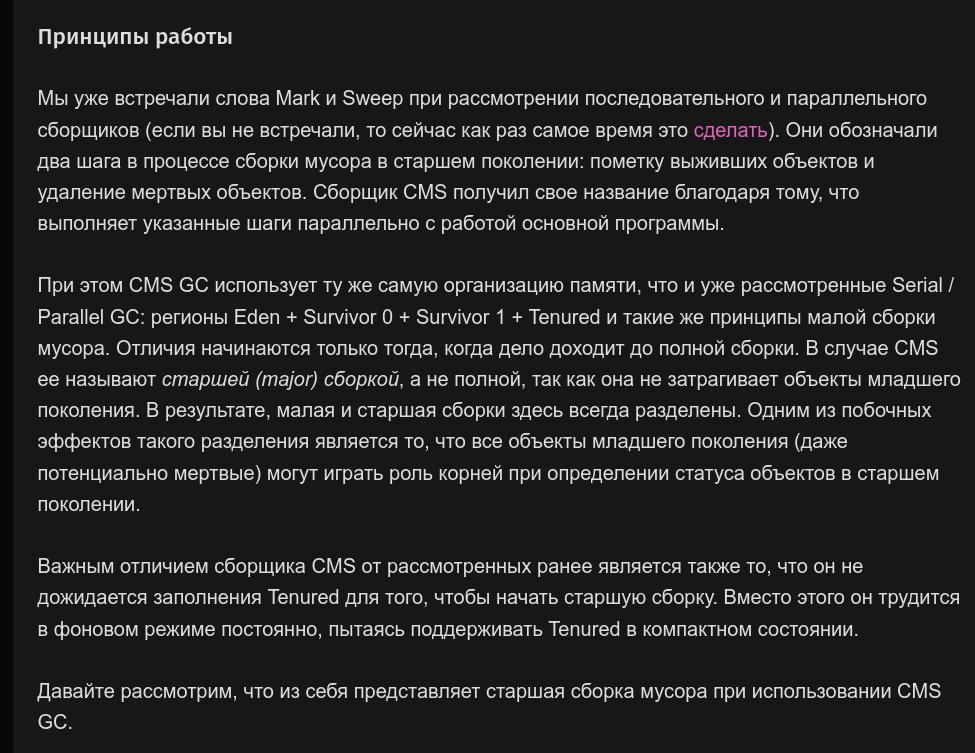 Принципы работы
Мы уже встречали слова Mark и Sweep при рассмотрении последовательного и параллельного
сборщиков (если вы не встречали, то сейчас как раз самое время это сделать). Они обозначали
два шага в процессе сборки мусора в старшем поколении: пометку выживших объектов и
удаление мертвых объектов. Сборщик CMS получил свое название благодаря тому, что
выполняет указанные шаги параллельно с работой основной программы.
При этом CMS GC использует ту же самую организацию памяти, что и уже рассмотренные Serial /
Parallel GC: регионы Eden + Survivor 0 + Survivor 1 + Tenured и такие же принципы малой сборки
мусора. Отличия начинаются только тогда, когда дело доходит до полной сборки. В случае CMS
ее называют старшей (major) сборкой, а не полной, так как она не затрагивает объекты младшего
поколения. В результате, малая и старшая сборки здесь всегда разделены. Одним из побочных
эффектов такого разделения является то, что все объекты младшего поколения (даже
потенциально мертвые) могут играть роль корней при определении статуса объектов в старшем
поколении.
Важным отличием сборщика CMS от рассмотренных ранее является также то, что он не
дожидается заполнения Tenured для того, чтобы начать старшую сборку. Вместо этого он трудится
в фоновом режиме постоянно, пытаясь поддерживать Tenured в компактном состоянии.
Давайте рассмотрим, что из себя представляет старшая сборка мусора при использовании CMS
GC.